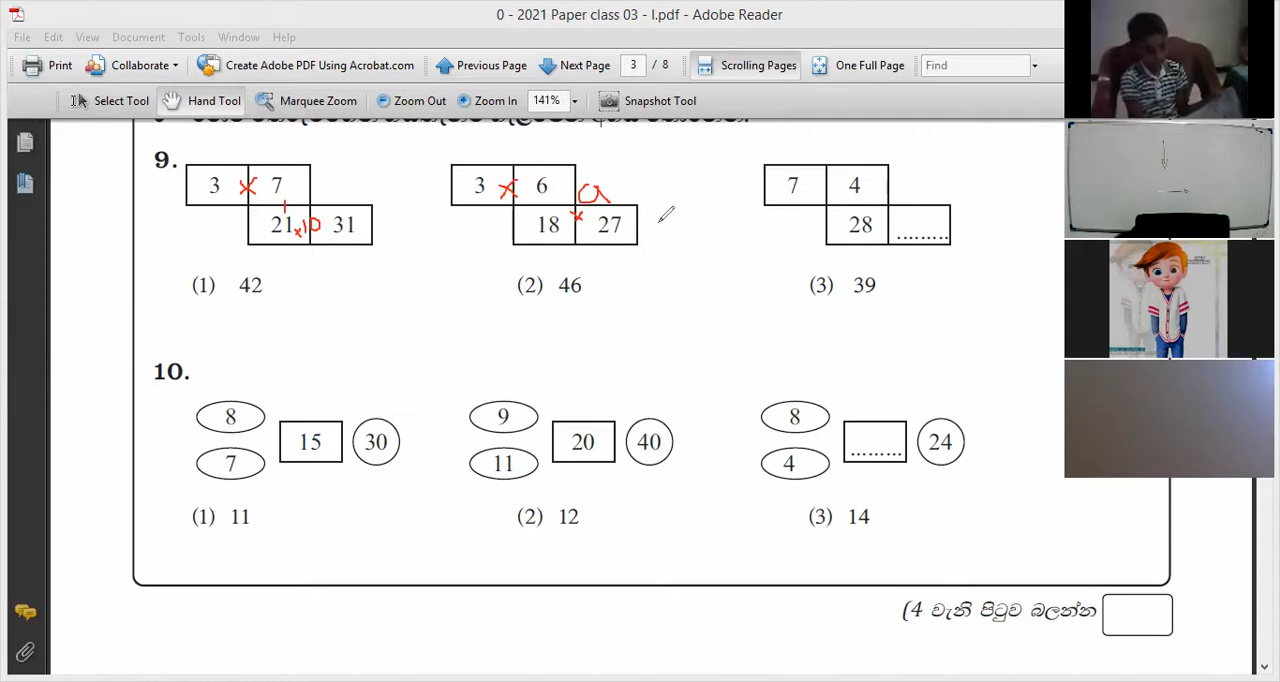 0 - 2021 Paper class 03 - I.pdf - Adobe Reader
File Edit View Document Tools Window Help
Print Collaborate Create Adobe PDF Using Acrobat.com Previous Page Next Page 3 / 8 Scrolling Pages One Full Page Find
Select Tool Hand Tool Marquee Zoom Zoom Out Zoom In 141% Snapshot Tool
9.
3 × 7 3 × 6 7 4
21 ×10 31 18 × 27 28 .........
(1) 42 (2) 46 (3) 39
10.
8 9 8
15 30 20 40 ......... 24
7 11 4
(1) 11 (2) 12 (3) 14
(4 වැනි පිටුව බලන්න